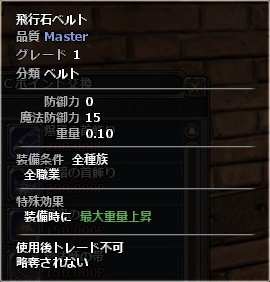 飛行石ベルト
品質 Master
グレード 1
分類 ベルト
防御力 0
魔法防御力 15
重量 0.10
装備条件 全種族
全職業
特殊効果
装備時に 最大重量上昇
使用後トレード不可
略奪されない